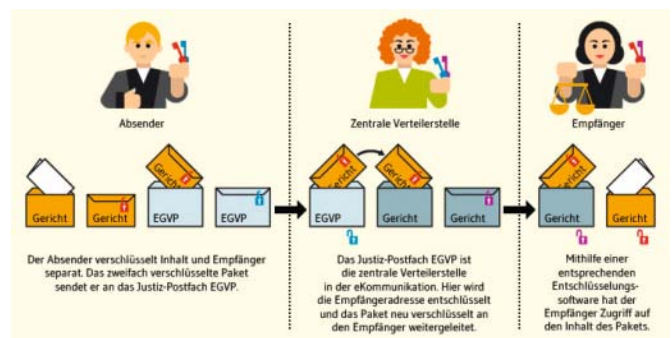 Absender
Zentrale Verteilerstelle
Empfänger
Gericht
Gericht
Gericht
EGVP
EGVP
Gericht
Gericht
EGVP
Gericht
Gericht
Gericht
Gericht
Gericht
Der Absender verschlüsselt Inhalt und Empfänger
separat. Das zweifach verschlüsselte Paket
sendet er an das Justiz-Postfach EGVP.
Das Justiz-Postfach EGVP ist
die zentrale Verteilerstelle
in der eKommunikation. Hier wird
die Empfängeradresse entschlüsselt
und das Paket neu verschlüsselt an
den Empfänger weitergeleitet.
Mithilfe einer
entsprechenden
Entschlüsselungs-
software hat der
Empfänger Zugriff auf
den Inhalt des Pakets.